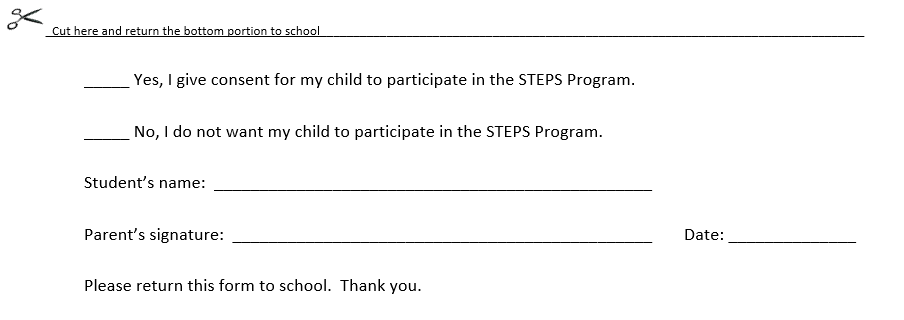 Cut here and return the bottom portion to school
_____ Yes, I give consent for my child to participate in the STEPS Program.
_____ No, I do not want my child to participate in the STEPS Program.
Student’s name: ________________________________________________
Parent’s signature: ______________________________________________ Date: ______________
Please return this form to school. Thank you.